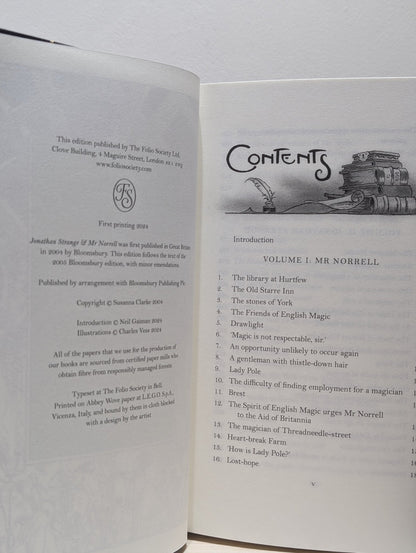 This edition published by The Folio Society Ltd,
Clove Building, 4 Maguire Street, London SE1 2NQ
www.foliosociety.com
FS
First printing 2024
Jonathan Strange & Mr Norrell was first published in Great Britain
in 2004 by Bloomsbury. This edition follows the text of the
2005 Bloomsbury edition, with minor emendations.
Published by arrangement with Bloomsbury Publishing Plc
Copyright © Susanna Clarke 2004
Introduction © Neil Gaiman 2024
Illustrations © Charles Vess 2024
All of the papers that we use for the production of
our books are sourced from certified paper mills who
obtain fibre from responsibly managed forests
Typeset at The Folio Society in Bell.
Printed on Abbey Wove paper at L.E.G.O S.p.A.,
Vicenza, Italy, and bound by them in cloth blocked
with a design by the artist
CONTENTS
Introduction
VOLUME I: MR NORRELL
1. The library at Hurtfew
2. The Old Starre Inn
3. The stones of York
4. The Friends of English Magic
5. Drawlight
6. 'Magic is not respectable, sir.'
7. An opportunity unlikely to occur again
8. A gentleman with thistle-down hair
9. Lady Pole
10. The difficulty of finding employment for a magician
11. Brest
12. The Spirit of English Magic urges Mr Norrell
to the Aid of Britannia
13. The magician of Threadneedle-street
14. Heart-break Farm
15. 'How is Lady Pole?'
16. Lost-hope
v